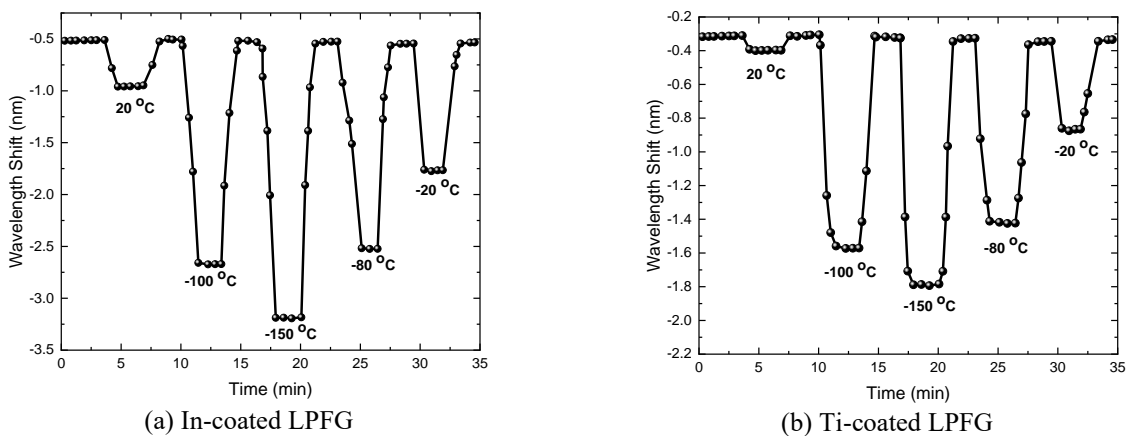 -0.5
-1.0
-1.5
-2.0
-2.5
-3.0
-3.5
Wavelength Shift (nm)
20 °C
-100 °C
-150 °C
-80 °C
-20 °C
0 5 10 15 20 25 30 35
Time (min)
(a) In-coated LPFG
-0.2
-0.4
-0.6
-0.8
-1.0
-1.2
-1.4
-1.6
-1.8
-2.0
-2.2
Wavelength Shift (nm)
20 °C
-100 °C
-150 °C
-80 °C
-20 °C
0 5 10 15 20 25 30 35
Time (min)
(b) Ti-coated LPFG